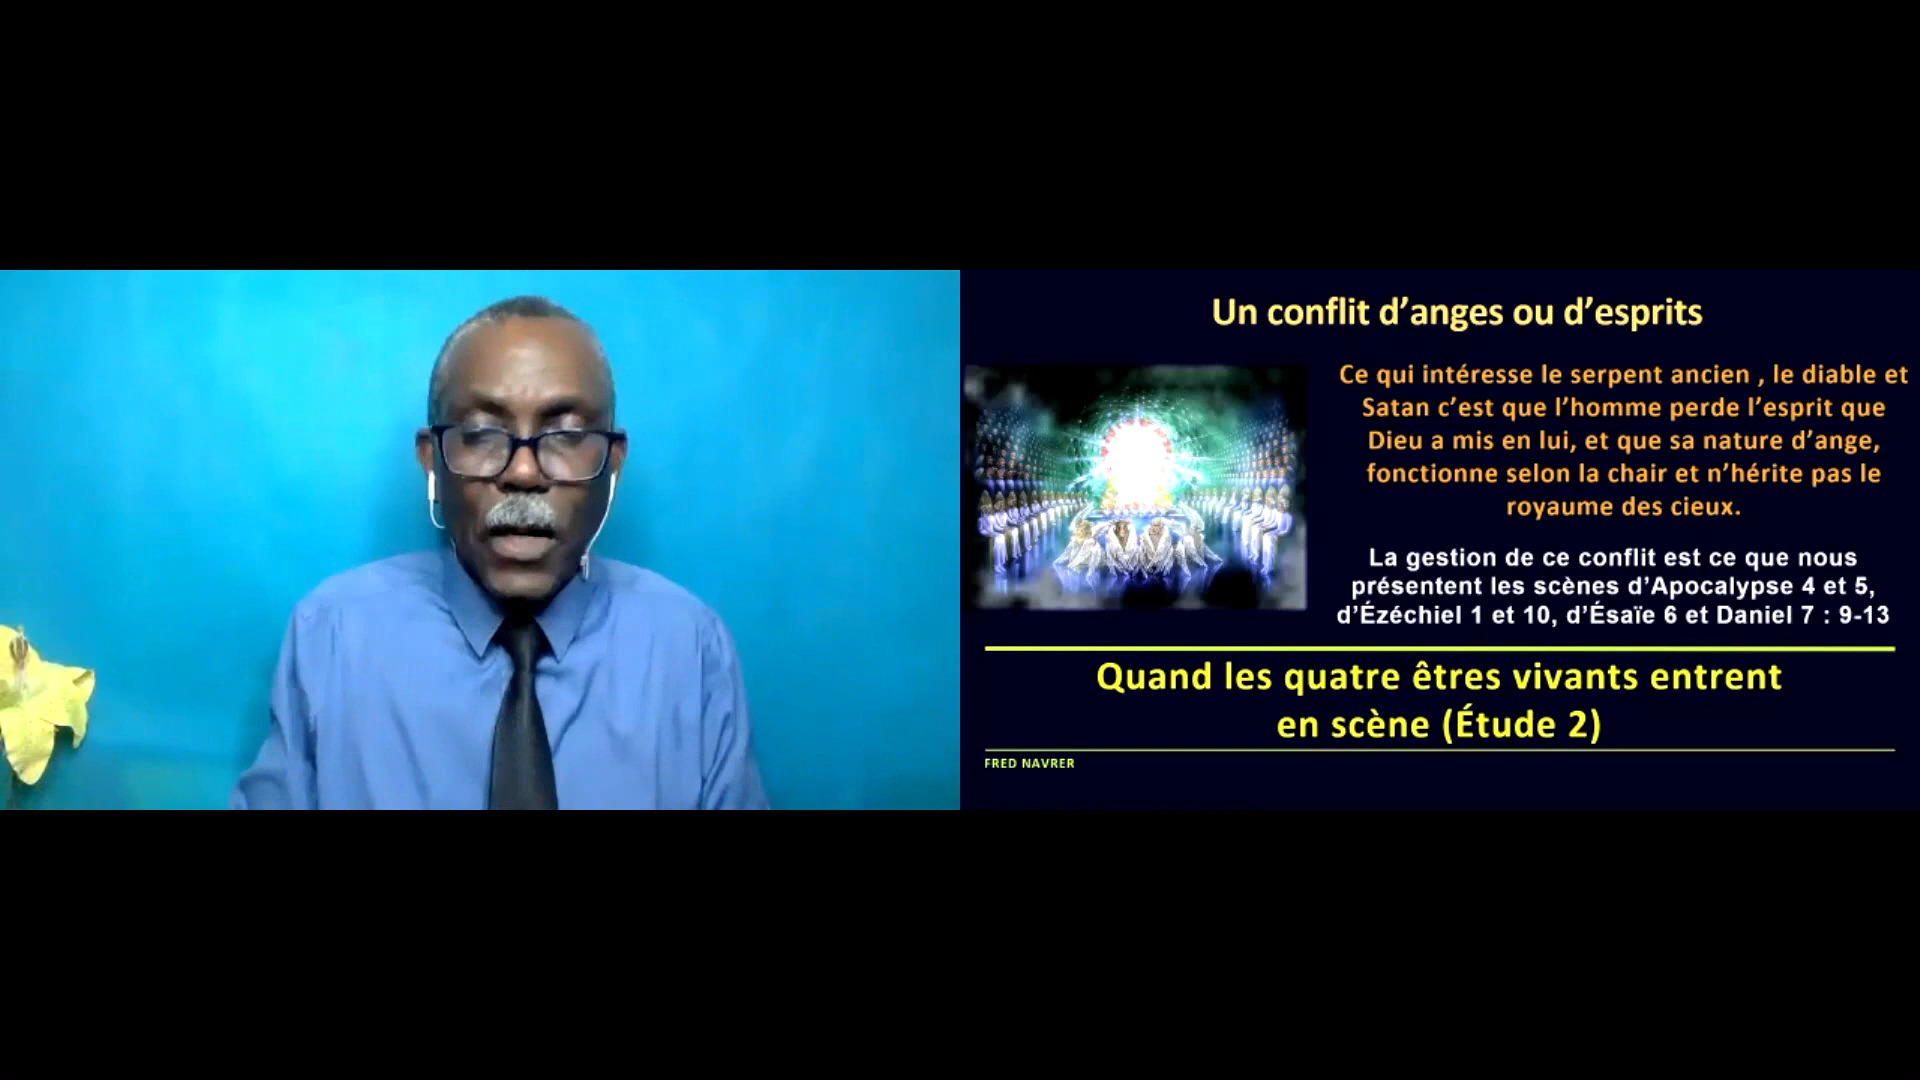 Un conflit d’anges ou d’esprits
Ce qui intéresse le serpent ancien , le diable et
Satan c’est que l’homme perde l’esprit que
Dieu a mis en lui, et que sa nature d’ange,
fonctionne selon la chair et n’hérite pas le
royaume des cieux.
La gestion de ce conflit est ce que nous
présentent les scènes d’Apocalypse 4 et 5,
d’Ézéchiel 1 et 10, d’Ésaïe 6 et Daniel 7 : 9-13
Quand les quatre êtres vivants entrent
en scène (Étude 2)
FRED NAVRER